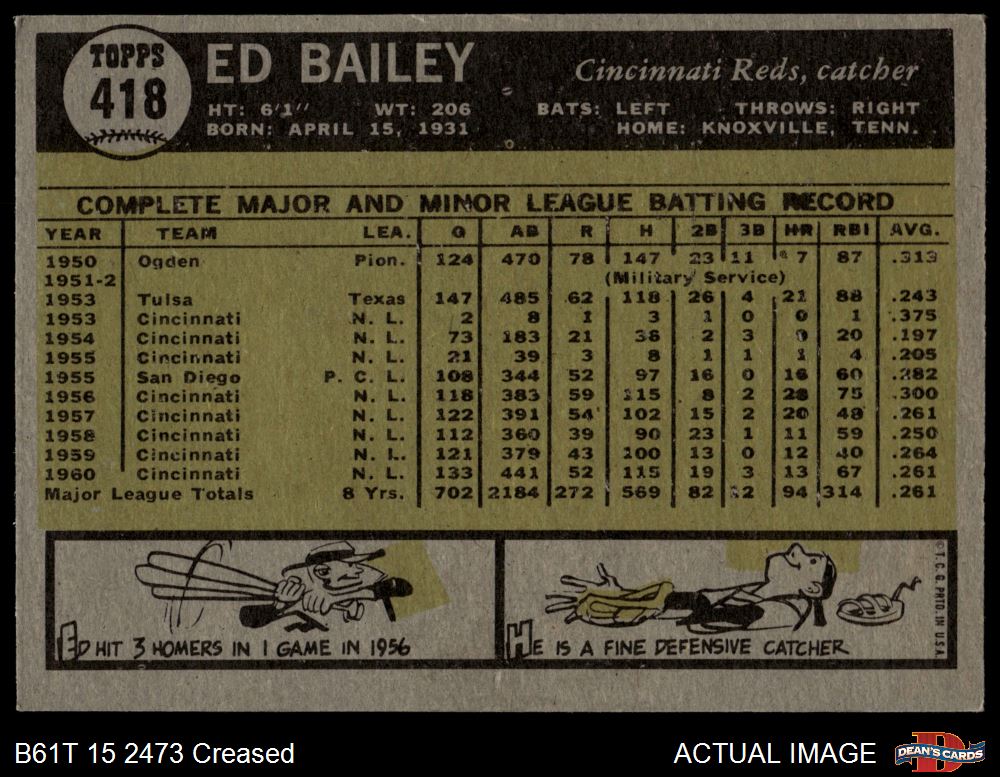 TOPPS
418
ED BAILEY
Cincinnati Reds, catcher
HT: 6'1" WT: 206 BATS: LEFT THROWS: RIGHT
BORN: APRIL 15, 1931 HOME: KNOXVILLE, TENN.
COMPLETE MAJOR AND MINOR LEAGUE BATTING RECORD
YEAR TEAM LEA. G AB R H 2B 3B HR RBI AVG.
1950 Ogden Pion. 124 470 78 147 23 11 7 87 .313
1951-2 (Military Service)
1953 Tulsa Texas 147 485 62 118 26 4 21 88 .243
1953 Cincinnati N. L. 2 8 1 3 1 0 0 1 .375
1954 Cincinnati N. L. 73 183 21 36 2 3 9 20 .197
1955 Cincinnati N. L. 21 39 3 8 1 1 1 4 .205
1955 San Diego P. C. L. 108 344 52 97 16 0 16 60 .282
1956 Cincinnati N. L. 118 383 59 115 8 2 28 75 .300
1957 Cincinnati N. L. 122 391 54 102 15 2 20 48 .261
1958 Cincinnati N. L. 112 360 39 90 23 1 11 59 .250
1959 Cincinnati N. L. 121 379 43 100 13 0 12 40 .264
1960 Cincinnati N. L. 133 441 52 115 19 3 13 67 .261
Major League Totals 8 Yrs. 702 2184 272 569 82 12 94 314 .261
ED HIT 3 HOMERS IN 1 GAME IN 1956
HE IS A FINE DEFENSIVE CATCHER
© T. C. G. PRTD. IN U.S.A.
B61T 15 2473 Creased
ACTUAL IMAGE
DEAN'S CARDS